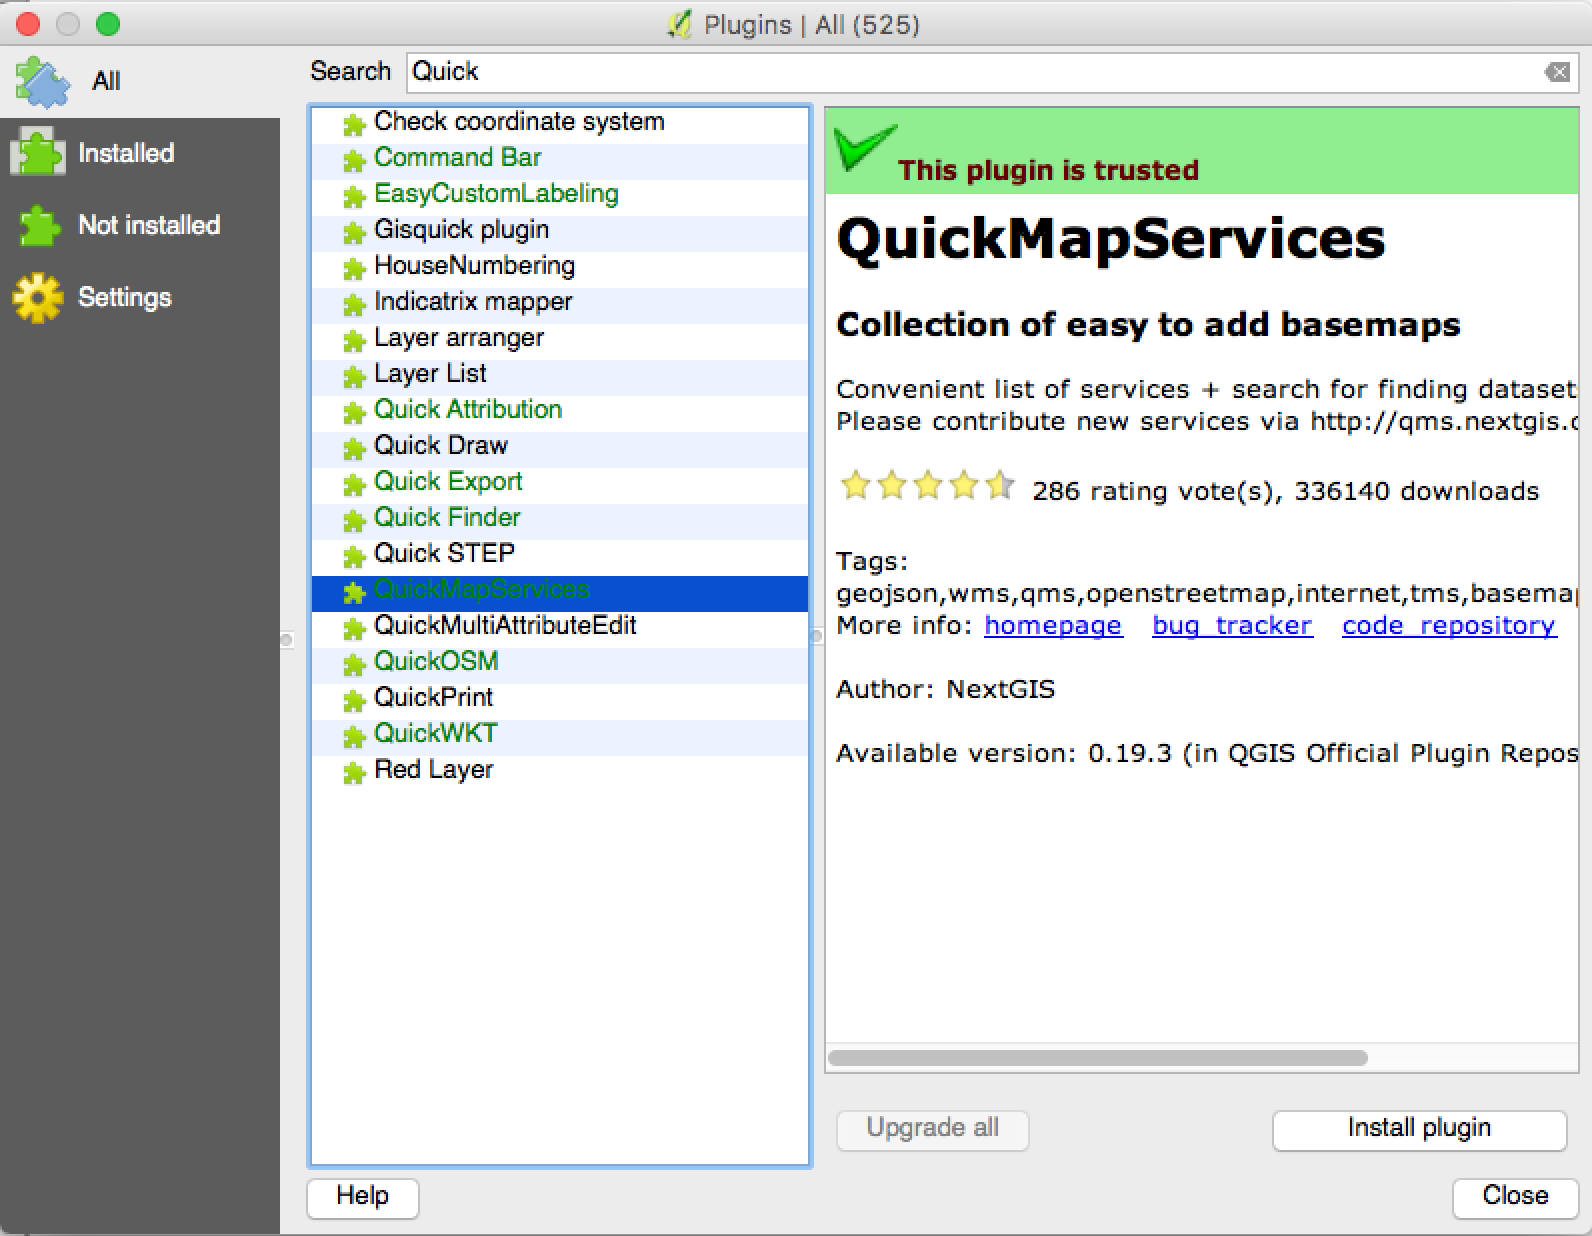 Plugins | All (525)
All
Installed
Not installed
Settings
Search Quick
Check coordinate system
Command Bar
EasyCustomLabeling
Gisquick plugin
HouseNumbering
Indicatrix mapper
Layer arranger
Layer List
Quick Attribution
Quick Draw
Quick Export
Quick Finder
Quick STEP
QuickMapServices
QuickMultiAttributeEdit
QuickOSM
QuickPrint
QuickWKT
Red Layer
This plugin is trusted
QuickMapServices
Collection of easy to add basemaps
Convenient list of services + search for finding dataset
Please contribute new services via http://qms.nextgis.c
286 rating vote(s), 336140 downloads
Tags:
geojson,wms,qms,openstreetmap,internet,tms,basemap
More info: homepage bug_tracker code_repository
Author: NextGIS
Available version: 0.19.3 (in QGIS Official Plugin Repos
Upgrade all
Install plugin
Help
Close